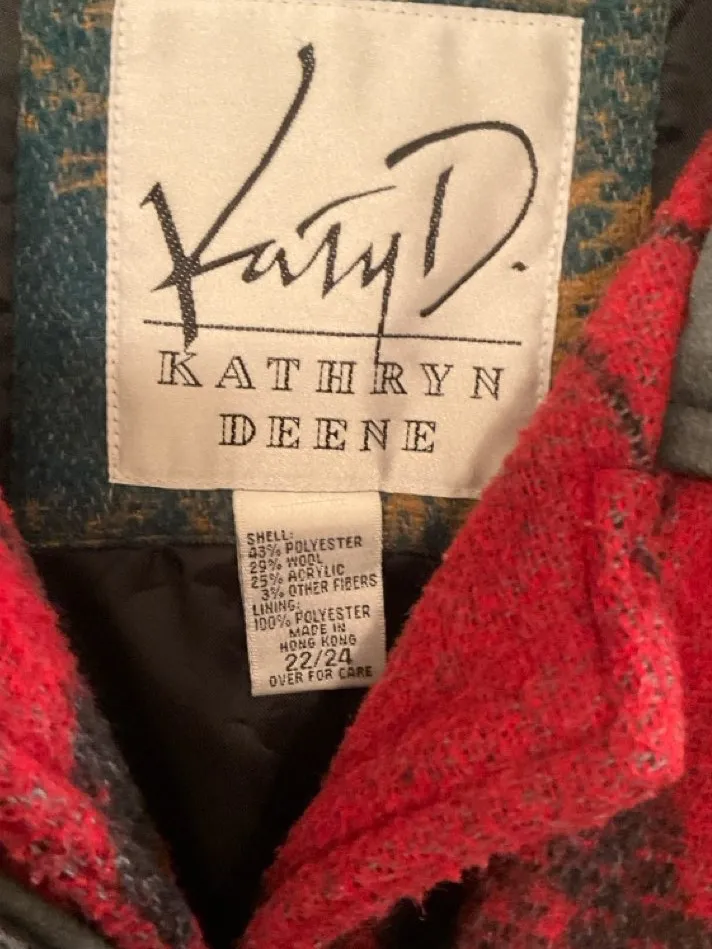 Katy D.
KATHRYN
DEENE
SHELL:
43% POLYESTER
29% WOOL
25% ACRYLIC
3% OTHER FIBERS
LINING:
100% POLYESTER
MADE IN
HONG KONG
22/24
OVER FOR CARE